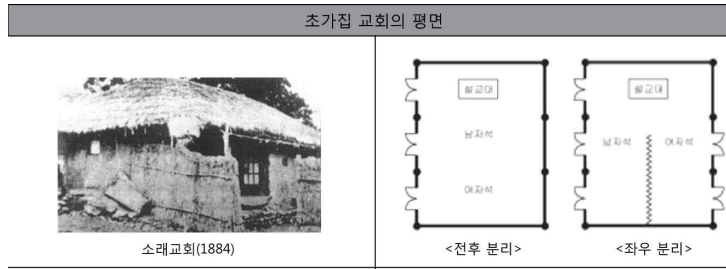 초가집 교회의 평면
설교대
설교대
남자석
남자석
여자석
여자석
소래교회(1884)
<전후 분리>
<좌우 분리>